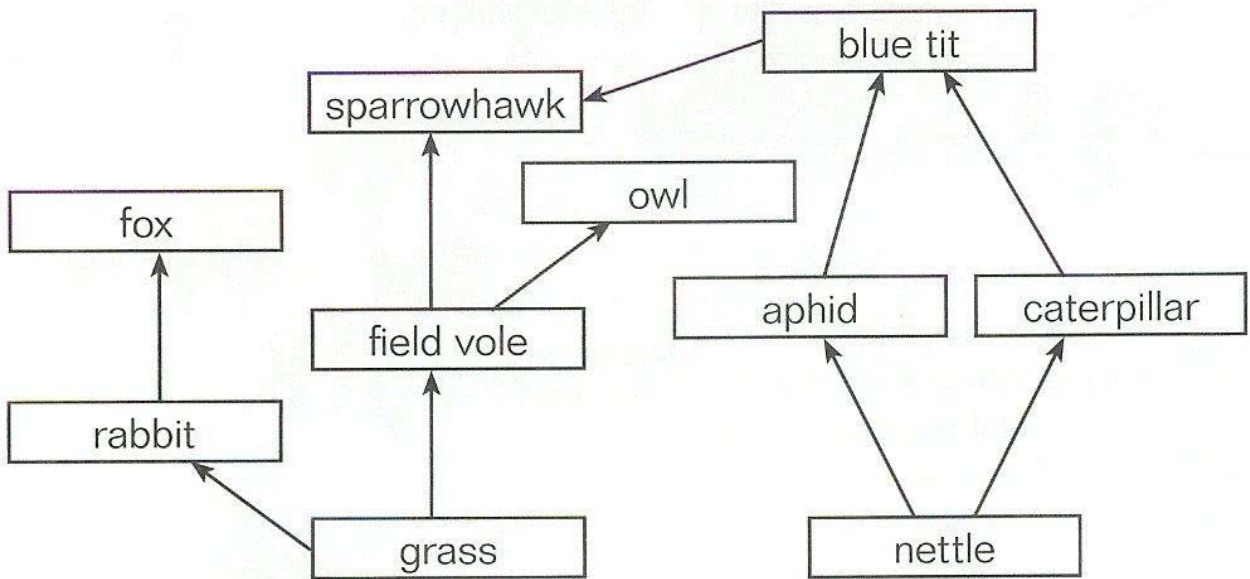 blue tit
sparrowhawk
owl
fox
aphid
caterpillar
field vole
rabbit
grass
nettle